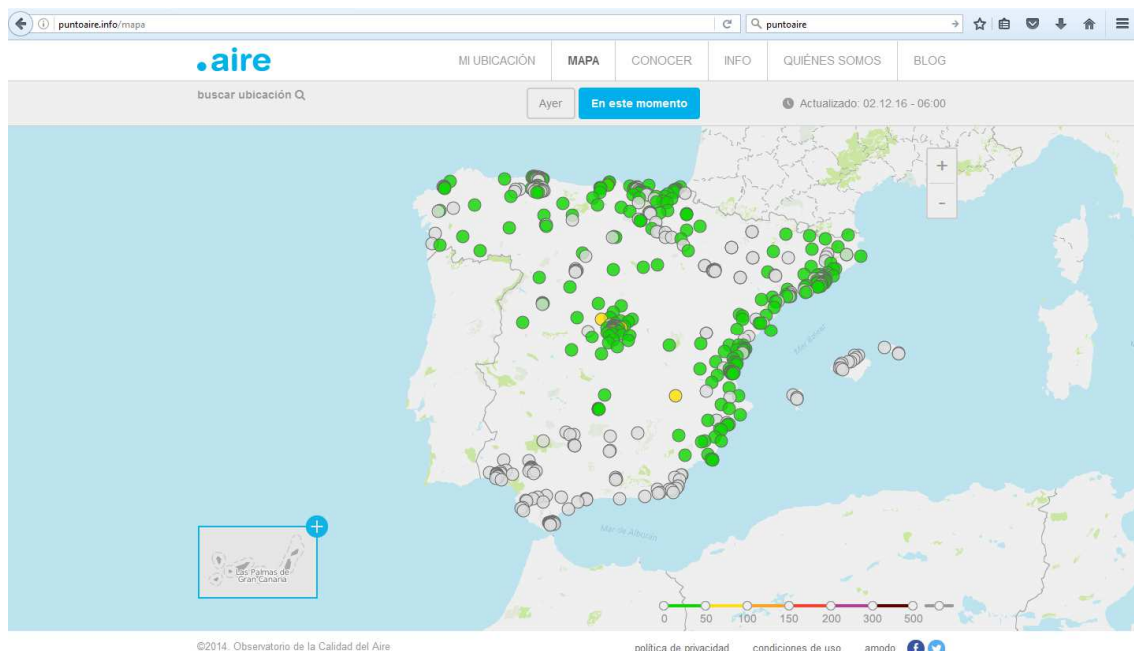 puntoaire.info/mapa
puntoaire
.aire
MI UBICACIÓN
MAPA
CONOCER
INFO
QUIÉNES SOMOS
BLOG
buscar ubicación
Ayer
En este momento
Actualizado: 02.12.16 - 06:00
+
-
Mar Balear
Mar de Alborán
+
Las Palmas de
Gran Canaria
0 50 100 150 200 300 500
©2014. Observatorio de la Calidad del Aire
política de privacidad
condiciones de uso
amodo